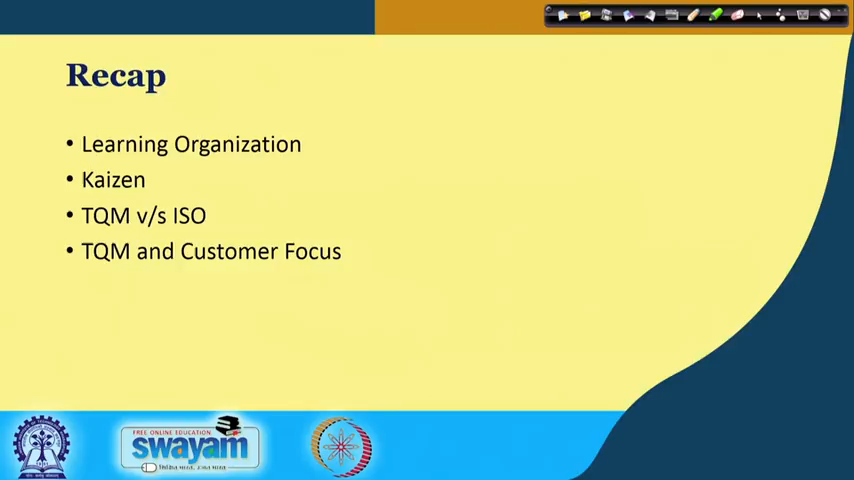 Recap
• Learning Organization
• Kaizen
• TQM v/s ISO
• TQM and Customer Focus
FREE ONLINE EDUCATION
swayam